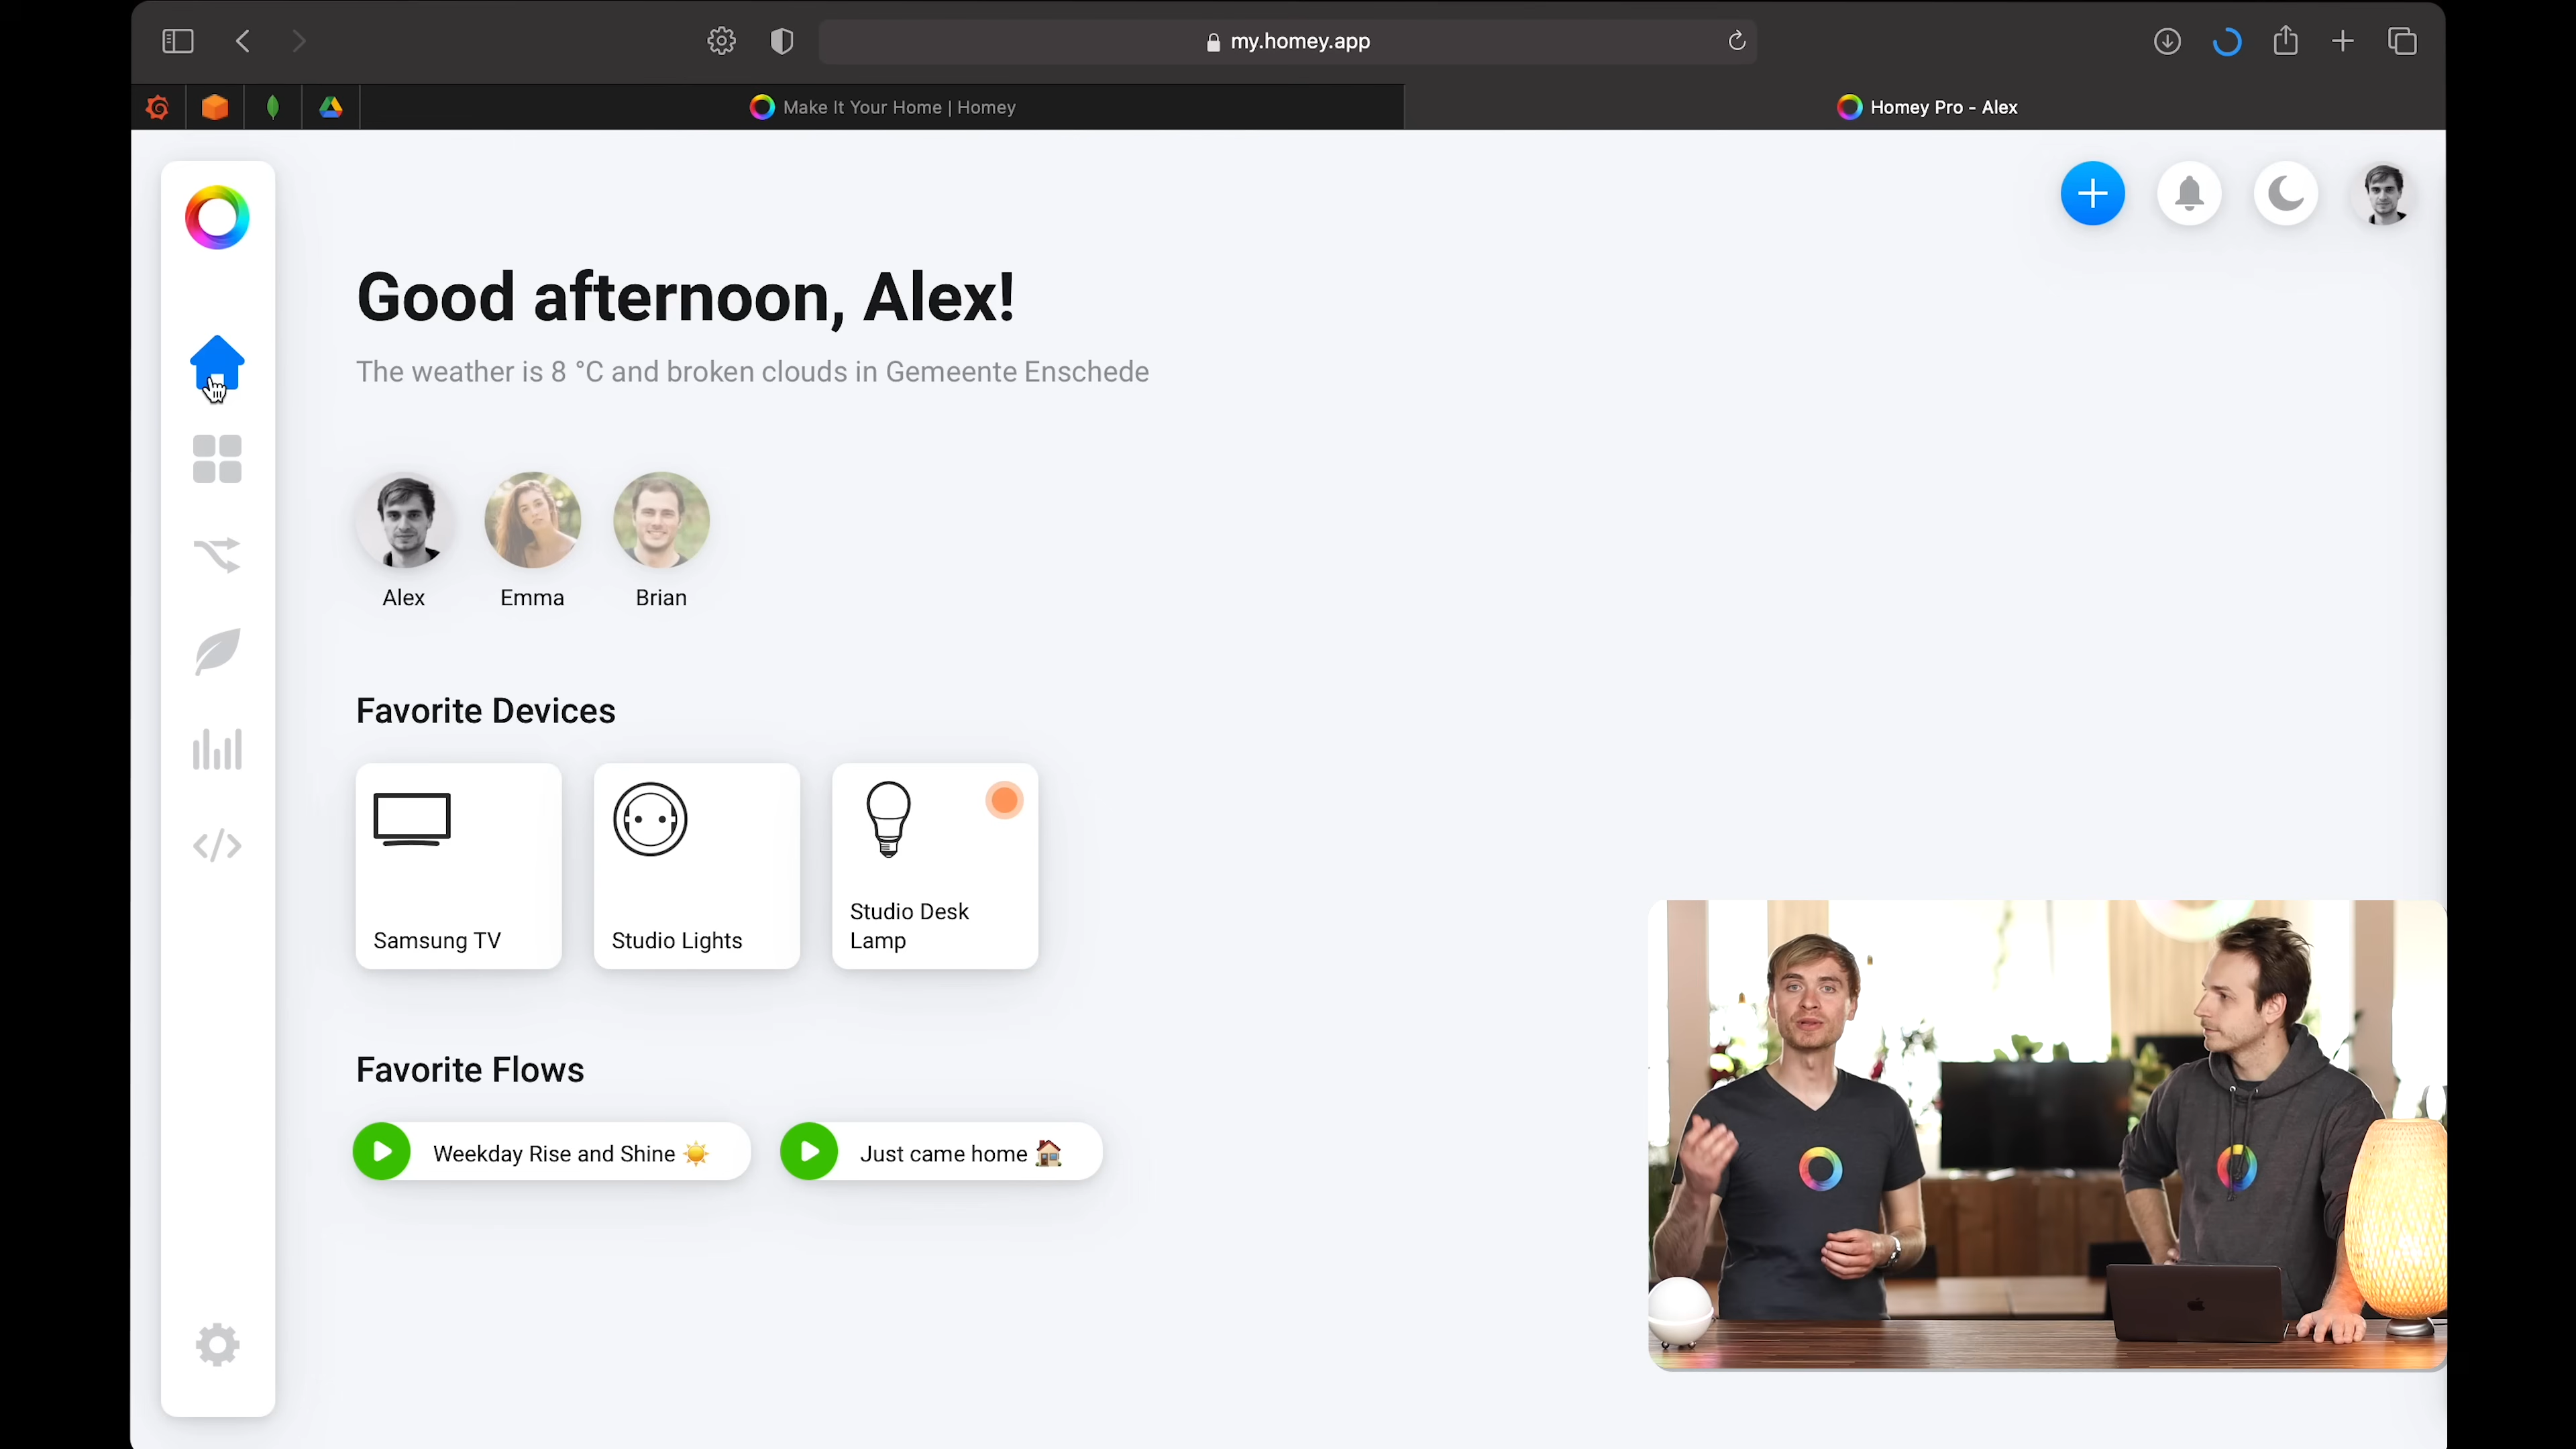 my.homey.app
Make It Your Home | Homey
Homey Pro - Alex
Good afternoon, Alex!
The weather is 8 °C and broken clouds in Gemeente Enschede
Alex
Emma
Brian
Favorite Devices
Samsung TV
Studio Lights
Studio Desk
Lamp
Favorite Flows
Weekday Rise and Shine ☀️
Just came home 🏠